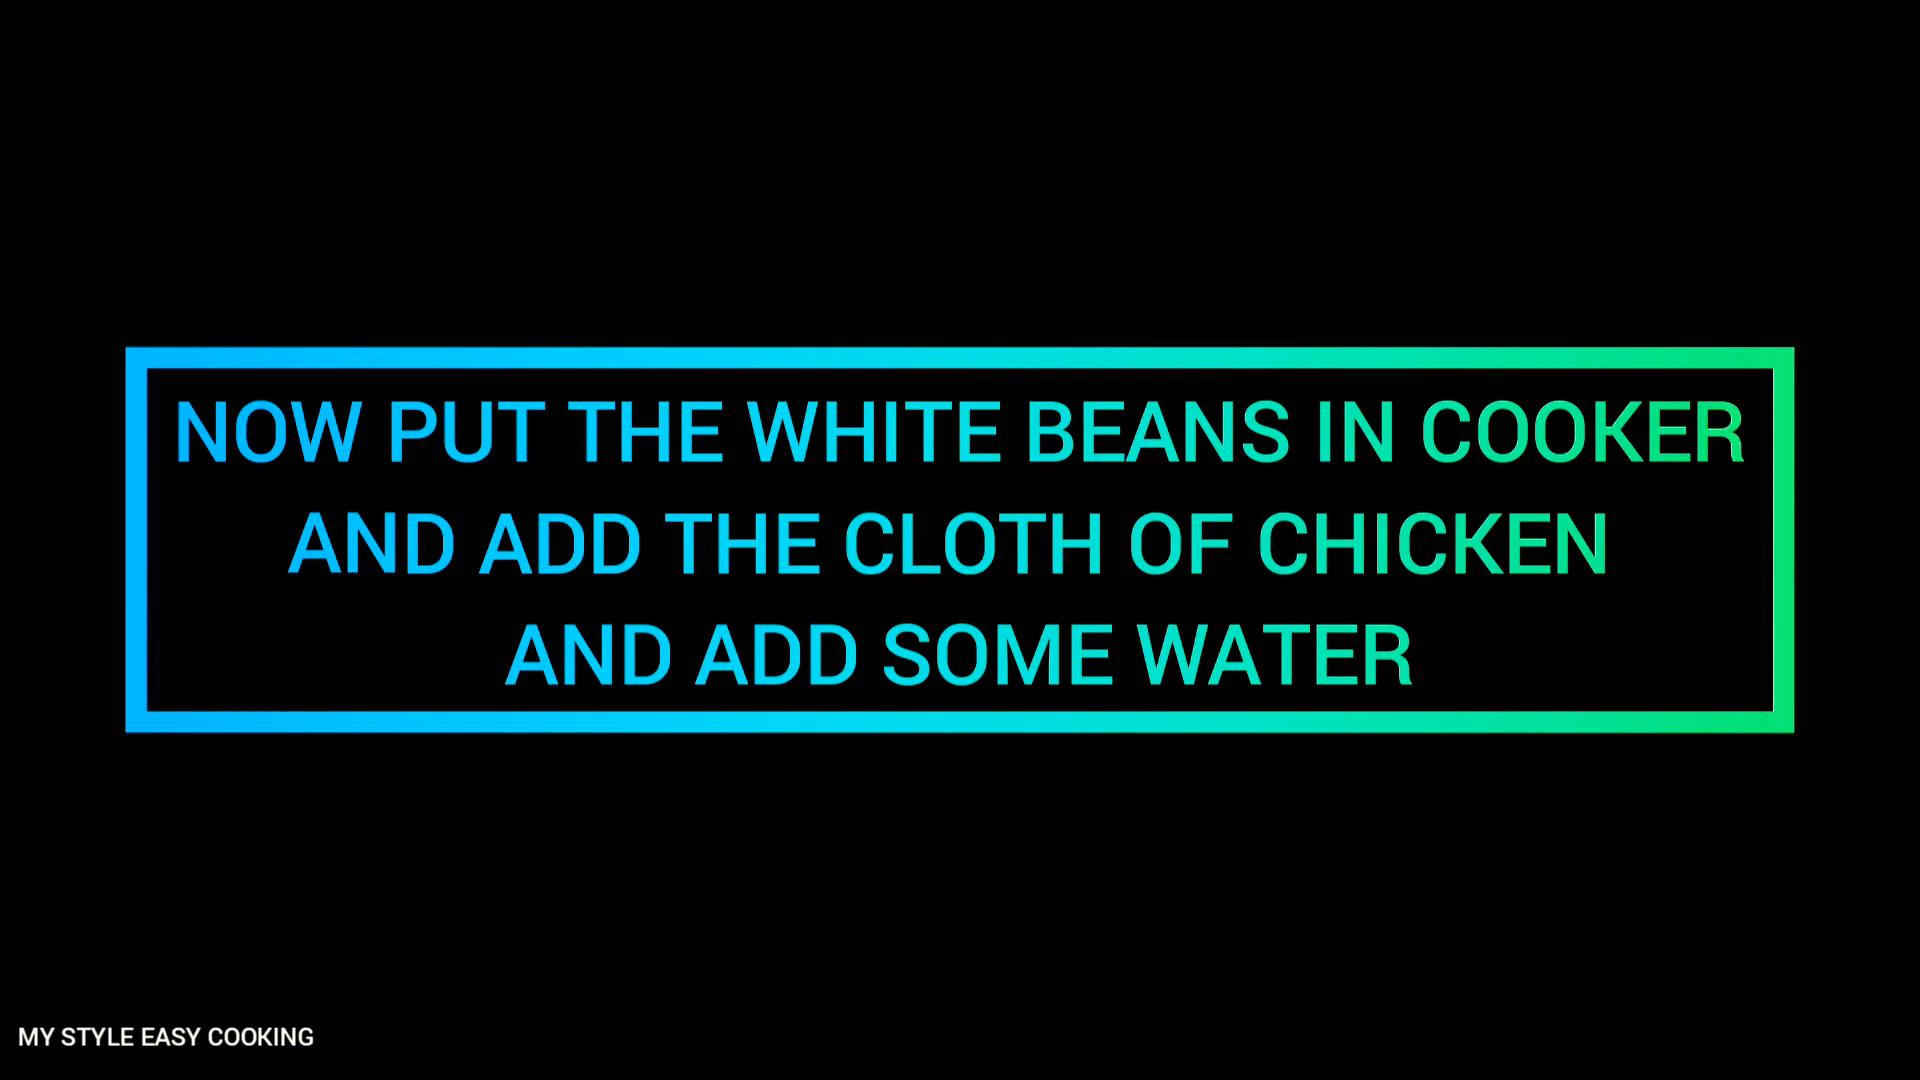 NOW PUT THE WHITE BEANS IN COOKER
AND ADD THE CLOTH OF CHICKEN
AND ADD SOME WATER
MY STYLE EASY COOKING